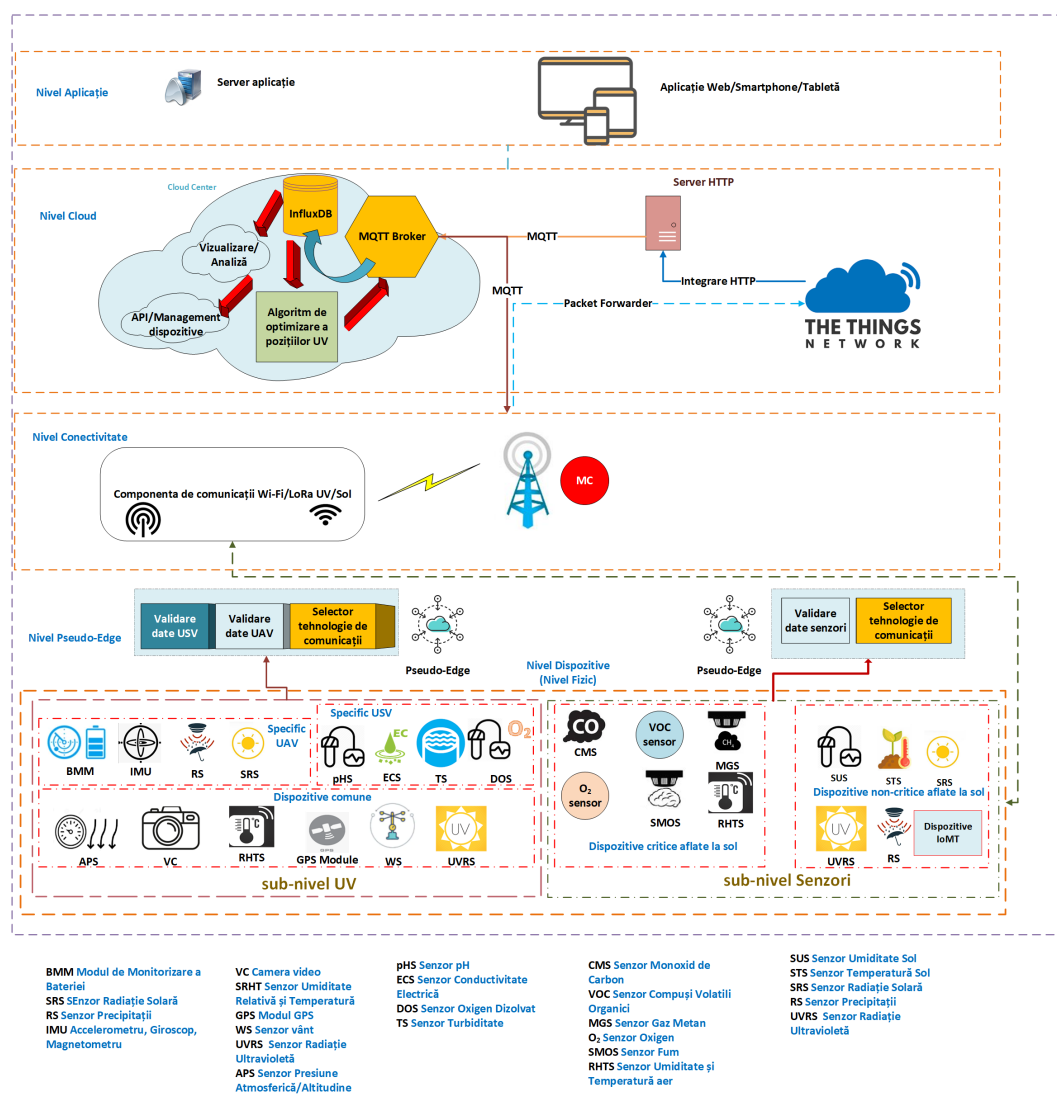 Nivel Aplicație
Server aplicație
Aplicație Web/Smartphone/Tabletă
Nivel Cloud
Cloud Center
InfluxDB
MQTT Broker
Vizualizare/
Analiză
API/Management
dispozitive
Algoritm de
optimizare a
pozițiilor UV
MQTT
MQTT
Server HTTP
Integrare HTTP
Packet Forwarder
THE THINGS
NETWORK
Nivel Conectivitate
Componenta de comunicații Wi-Fi/LoRa UV/Sol
MC
Nivel Pseudo-Edge
Validare
date USV
Validare
date UAV
Selector
tehnologie de
comunicații
Pseudo-Edge
Pseudo-Edge
Validare
date senzori
Selector
tehnologie de
comunicații
Nivel Dispozitive
(Nivel Fizic)
Specific
UAV
BMM
IMU
RS
SRS
Specific USV
EC
O2
pHS
ECS
TS
DOS
Dispozitive comune
°C
GPS
UV
APS
VC
RHTS
GPS Module
WS
UVRS
sub-nivel UV
CO
CMS
VOC
sensor
CH4
MGS
O2
sensor
SMOS
°C
RHTS
Dispozitive critice aflate la sol
SUS
STS
SRS
Dispozitive non-critice aflate la sol
UV
UVRS
RS
Dispozitive
IoMT
sub-nivel Senzori
BMM Modul de Monitorizare a
Bateriei
SRS SEnzor Radiație Solară
RS Senzor Precipitații
IMU Accelerometru, Giroscop,
Magnetometru
VC Camera video
SRHT Senzor Umiditate
Relativă și Temperatură
GPS Modul GPS
WS Senzor vânt
UVRS Senzor Radiație
Ultravioletă
APS Senzor Presiune
Atmosferică/Altitudine
pHS Senzor pH
ECS Senzor Conductivitate
Electrică
DOS Senzor Oxigen Dizolvat
TS Senzor Turbiditate
CMS Senzor Monoxid de
Carbon
VOC Senzor Compuși Volatili
Organici
MGS Senzor Gaz Metan
O2 Senzor Oxigen
SMOS Senzor Fum
RHTS Senzor Umiditate și
Temperatură aer
SUS Senzor Umiditate Sol
STS Senzor Temperatură Sol
SRS Senzor Radiație Solară
RS Senzor Precipitații
UVRS Senzor Radiație
Ultravioletă